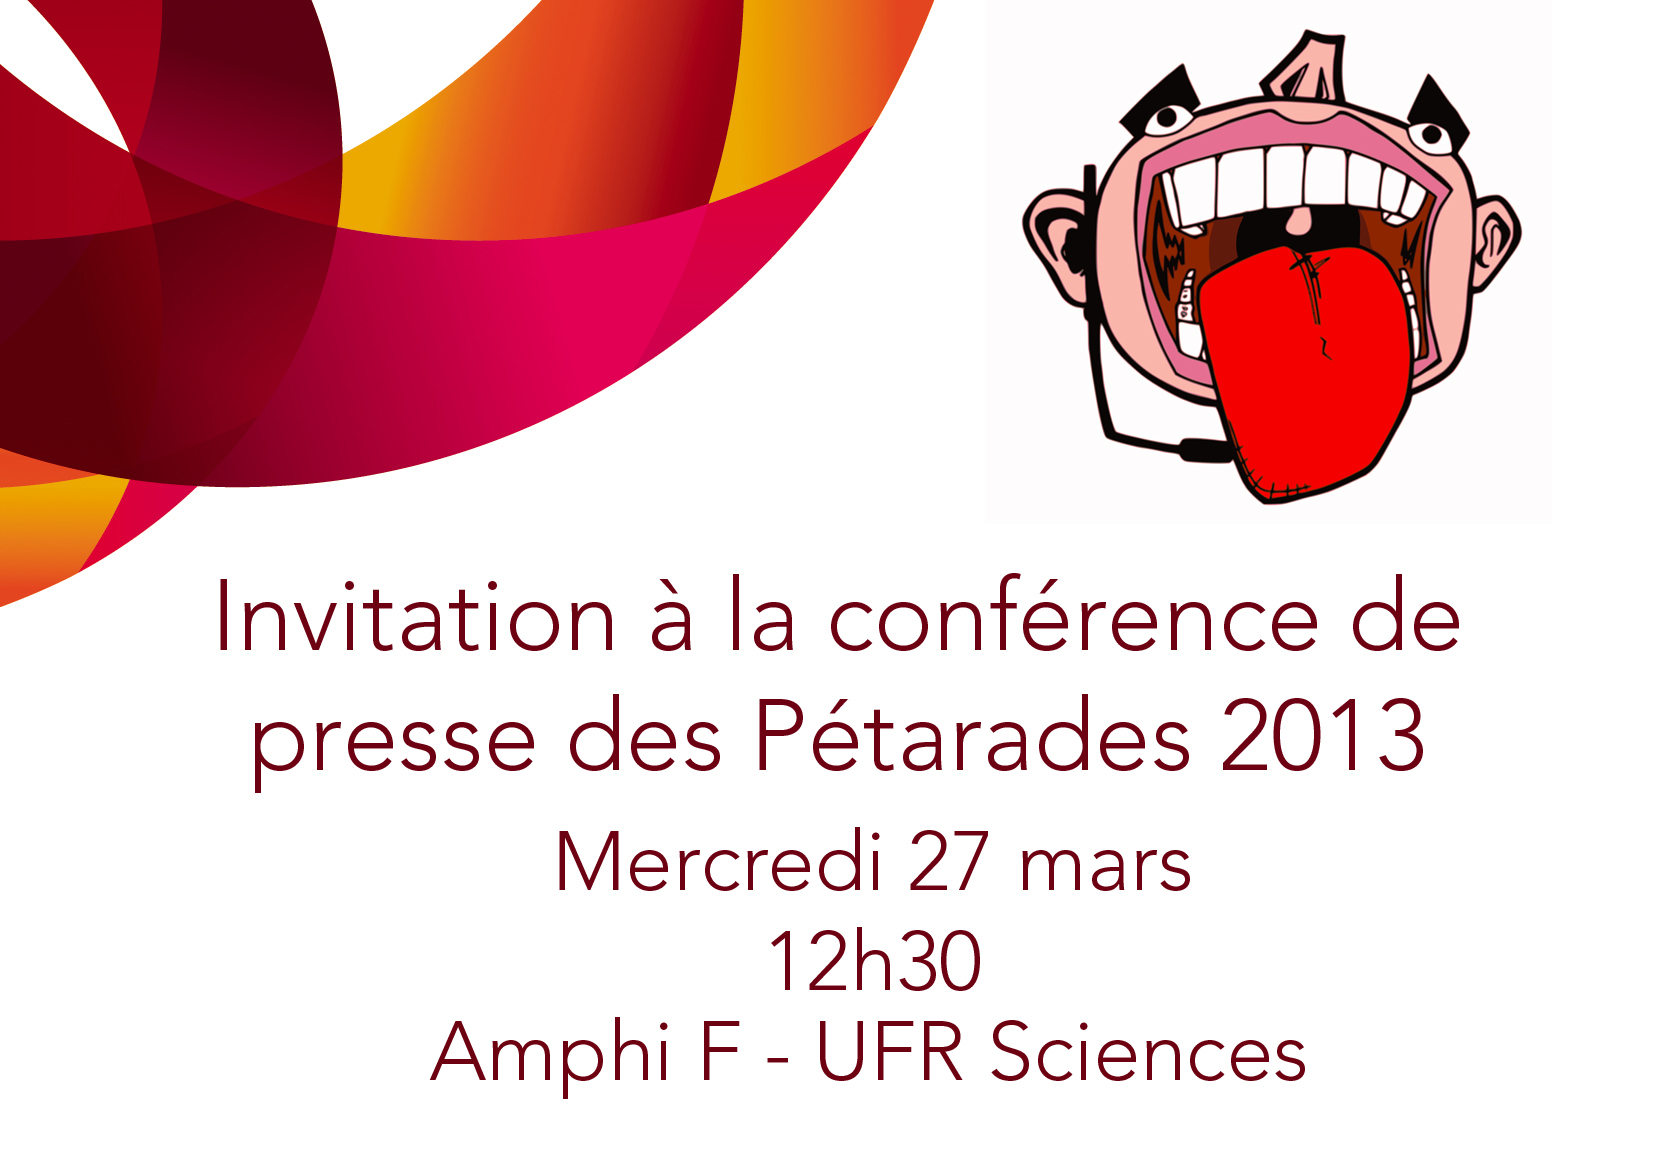 Invitation à la conférence de
presse des Pétarades 2013
Mercredi 27 mars
12h30
Amphi F - UFR Sciences